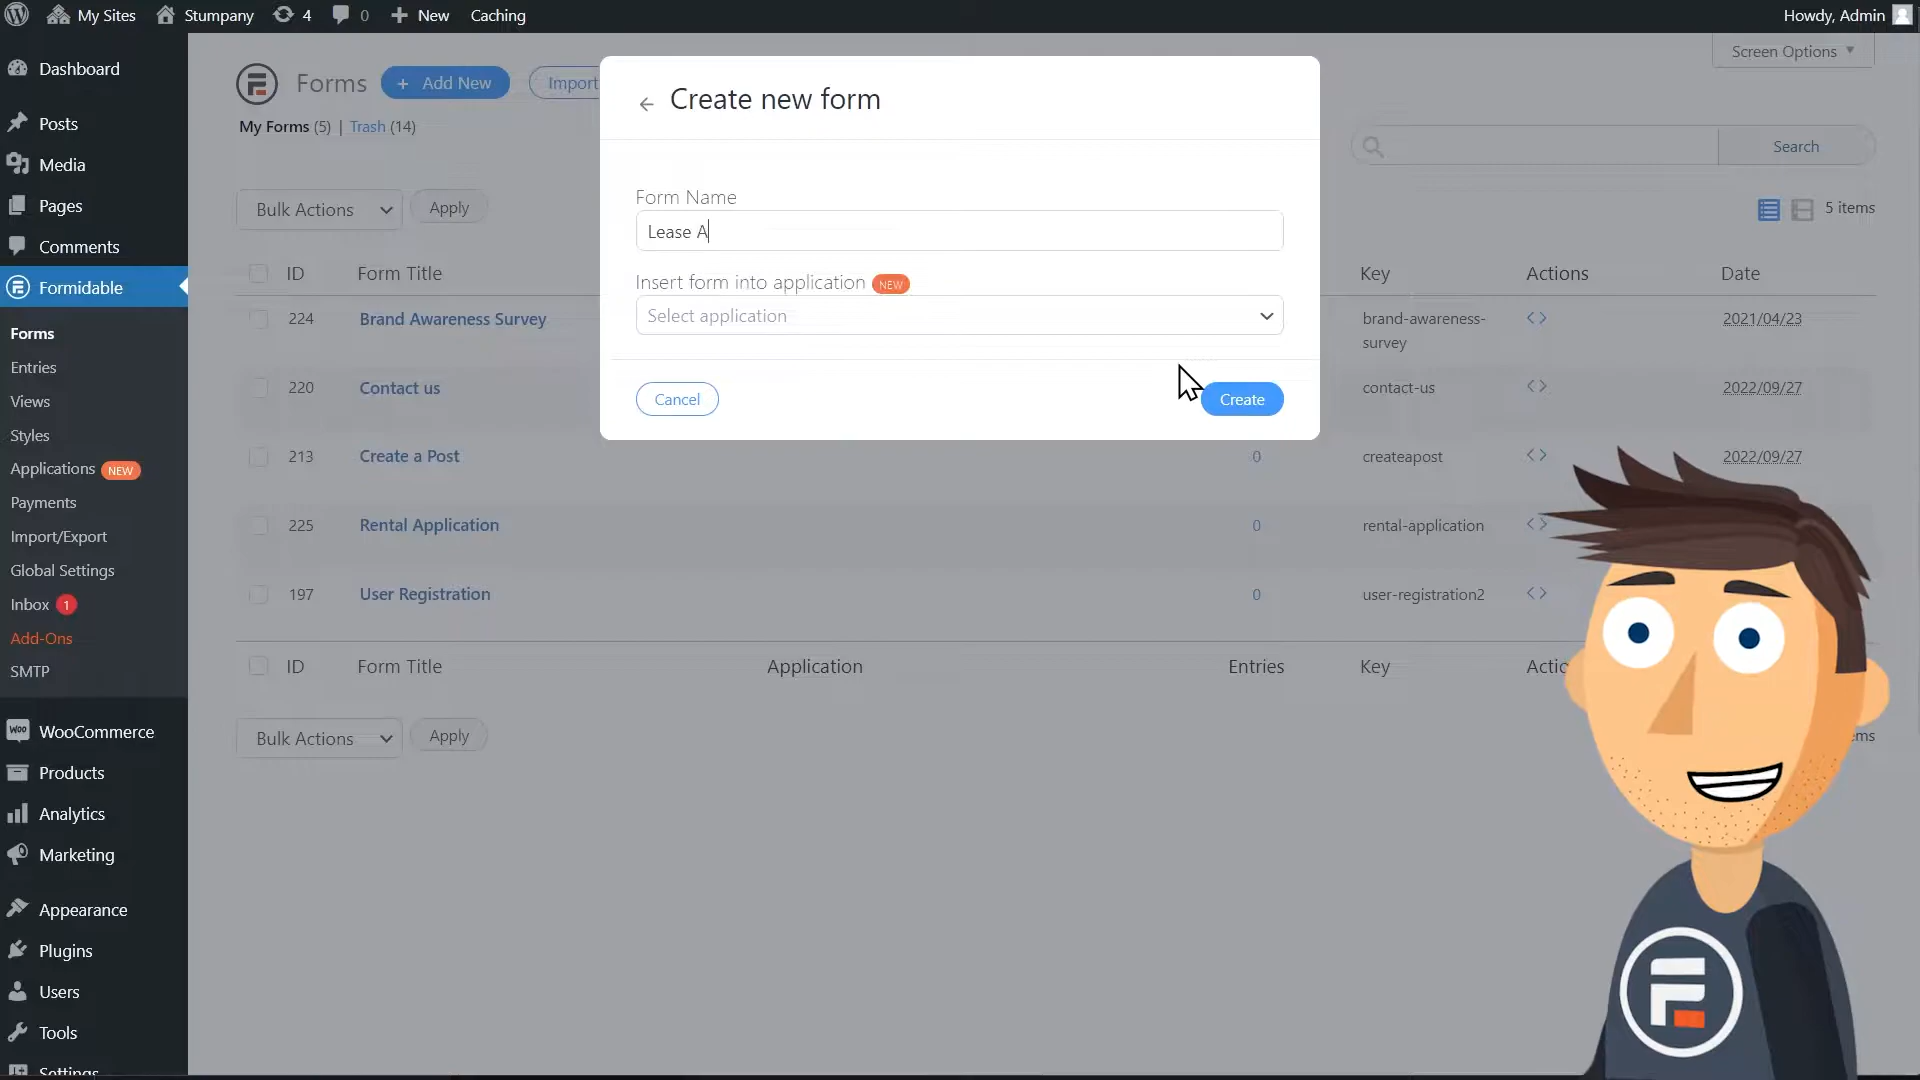 My Sites Stumpany 4 0 New Caching Howdy, Admin
Screen Options
Dashboard
Posts
Media
Pages
Comments
Formidable
Forms
Entries
Views
Styles
Applications NEW
Payments
Import/Export
Global Settings
Inbox 1
Add-Ons
SMTP
WooCommerce
Products
Analytics
Marketing
Appearance
Plugins
Users
Tools
Settings
Forms + Add New Import
My Forms (5) | Trash (14)
Search
Bulk Actions Apply
5 items
ID Form Title Key Actions Date
224 Brand Awareness Survey brand-awareness- 2021/04/23
survey
220 Contact us contact-us 2022/09/27
213 Create a Post 0 createapost 2022/09/27
225 Rental Application 0 rental-application
197 User Registration 0 user-registration2
ID Form Title Application Entries Key
Bulk Actions Apply
Create new form
Form Name
Lease A
Insert form into application NEW
Select application
Cancel Create